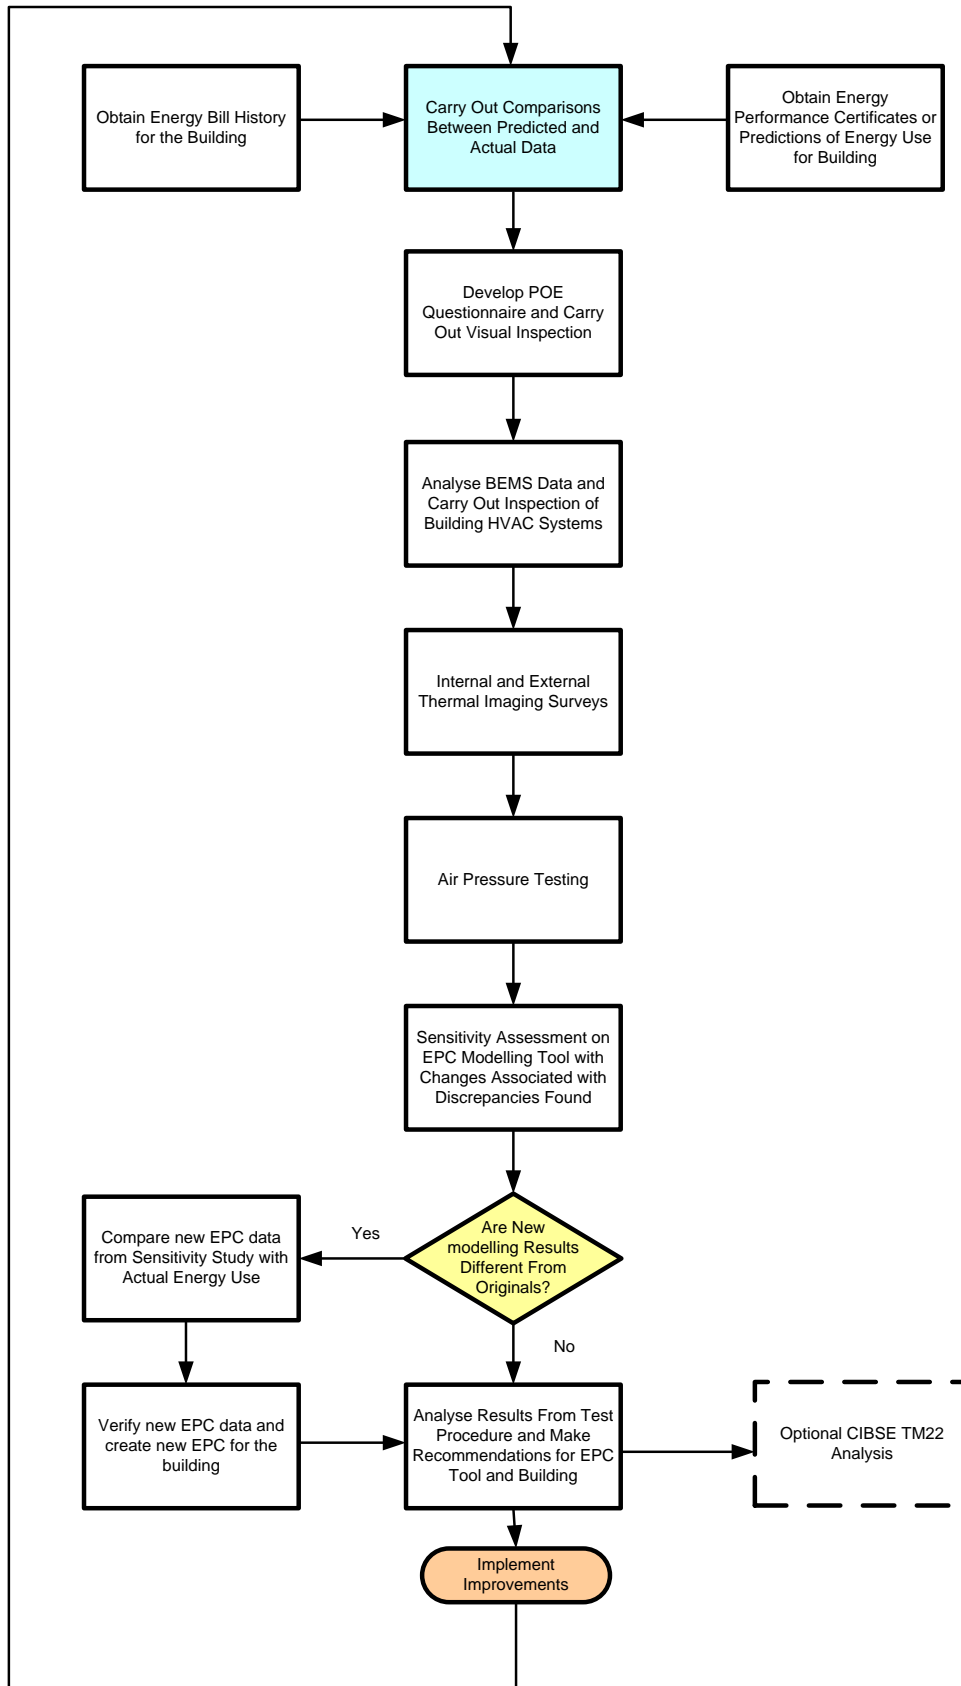 Obtain Energy Bill History
for the Building
Carry Out Comparisons
Between Predicted and
Actual Data
Obtain Energy
Performance Certificates or
Predictions of Energy Use
for Building
Develop POE
Questionnaire and Carry
Out Visual Inspection
Analyse BEMS Data and
Carry Out Inspection of
Building HVAC Systems
Internal and External
Thermal Imaging Surveys
Air Pressure Testing
Sensitivity Assessment on
EPC Modelling Tool with
Changes Associated with
Discrepancies Found
Are New
modelling Results
Different From
Originals?
Yes
Compare new EPC data
from Sensitivity Study with
Actual Energy Use
No
Verify new EPC data and
create new EPC for the
building
Analyse Results From Test
Procedure and Make
Recommendations for EPC
Tool and Building
Optional CIBSE TM22
Analysis
Implement
Improvements